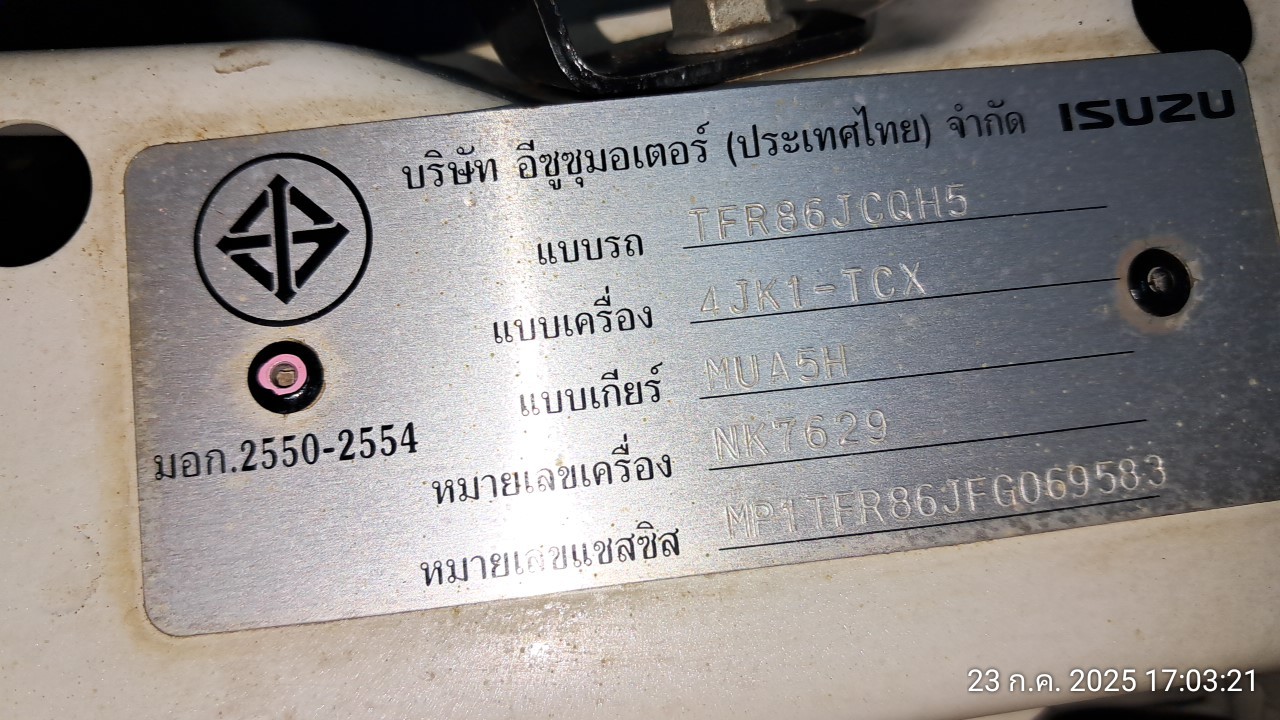 บริษัท อีซูซุมอเตอร์ (ประเทศไทย) จำกัด ISUZU
แบบรถ TFR86JCQH5
แบบเครื่อง 4JK1-TCX
แบบเกียร์ MUA5H
มอก.2550-2554
หมายเลขเครื่อง NK7629
หมายเลขแชสซิส MP1TFR86JFG069583
23 ก.ค. 2025 17:03:21